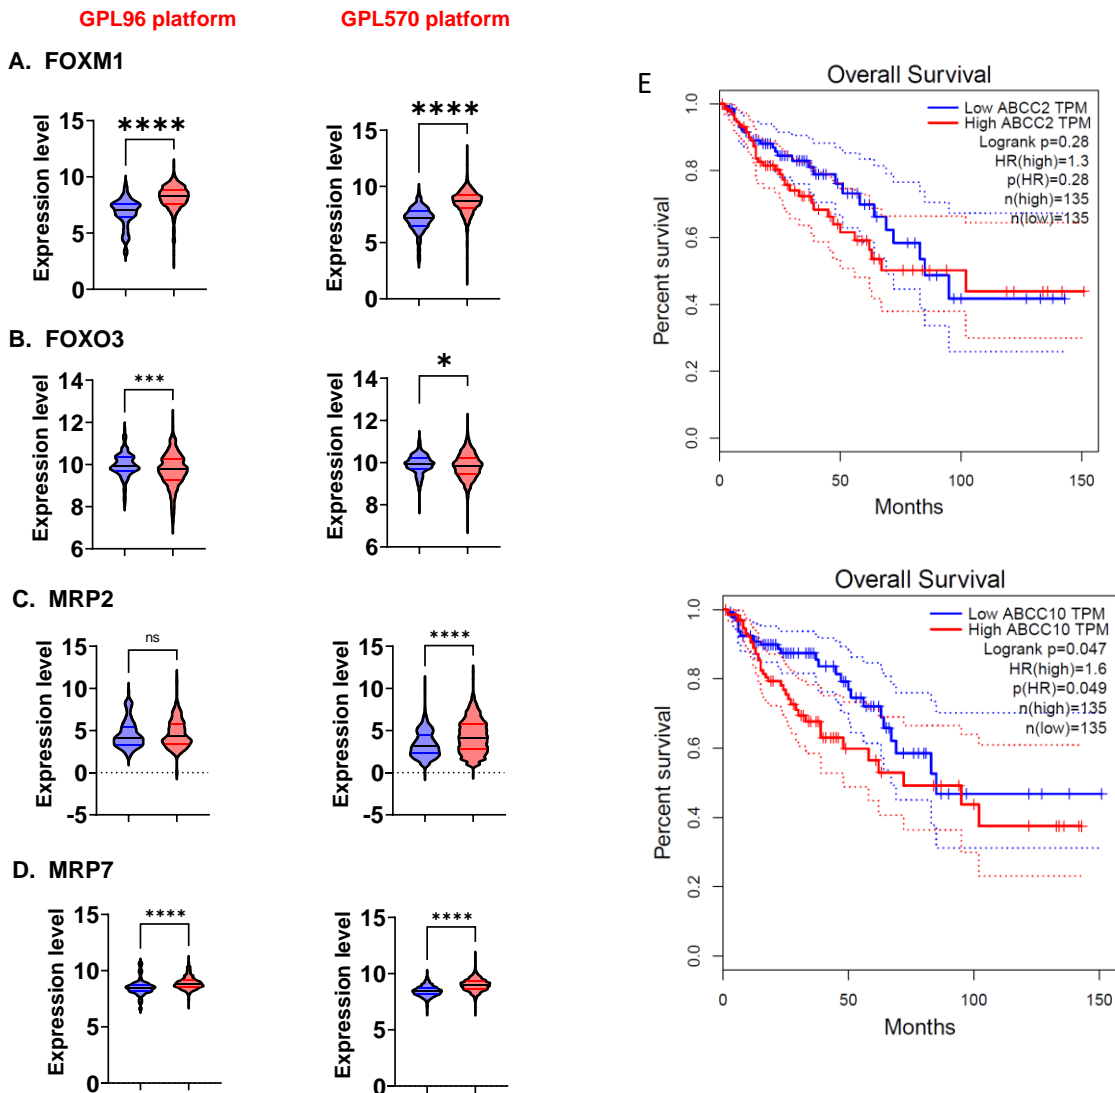 GPL96 platform
GPL570 platform
A. FOXM1
Expression level
15
10
5
0
****
Expression level
15
10
5
0
****
B. FOXO3
Expression level
14
12
10
8
6
***
Expression level
14
12
10
8
6
*
C. MRP2
Expression level
15
10
5
0
-5
ns
Expression level
15
10
5
0
-5
****
D. MRP7
Expression level
15
10
5
0
****
Expression level
15
10
5
0
****
E
Overall Survival
Low ABCC2 TPM
High ABCC2 TPM
Logrank p=0.28
HR(high)=1.3
p(HR)=0.28
n(high)=135
n(low)=135
Percent survival
1.0
0.8
0.6
0.4
0.2
0.0
0
50
100
150
Months
Overall Survival
Low ABCC10 TPM
High ABCC10 TPM
Logrank p=0.047
HR(high)=1.6
p(HR)=0.049
n(high)=135
n(low)=135
Percent survival
1.0
0.8
0.6
0.4
0.2
0.0
0
50
100
150
Months